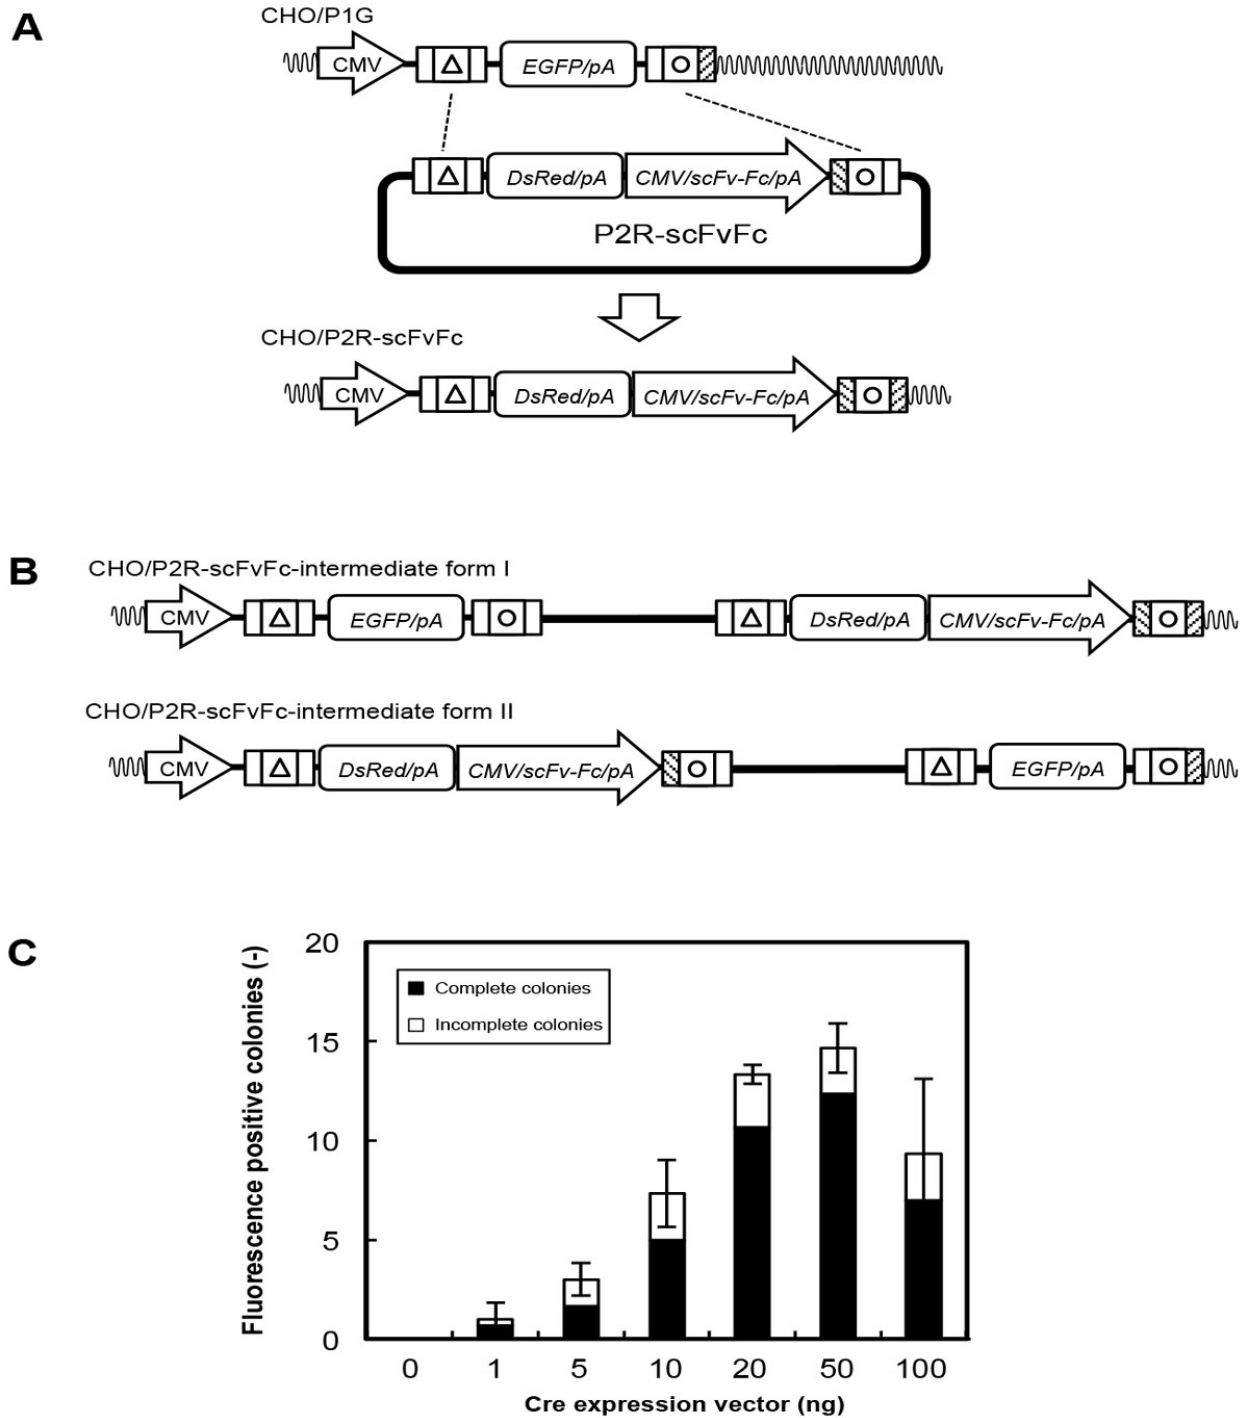 A
CHO/P1G
CMV EGFP/pA
DsRed/pA CMV/scFv-Fc/pA
P2R-scFvFc
CHO/P2R-scFvFc
CMV DsRed/pA CMV/scFv-Fc/pA
B
CHO/P2R-scFvFc-intermediate form I
CMV EGFP/pA DsRed/pA CMV/scFv-Fc/pA
CHO/P2R-scFvFc-intermediate form II
CMV DsRed/pA CMV/scFv-Fc/pA EGFP/pA
C
Fluorescence positive colonies (-)
20
15
10
5
0
Complete colonies
Incomplete colonies
0 1 5 10 20 50 100
Cre expression vector (ng)